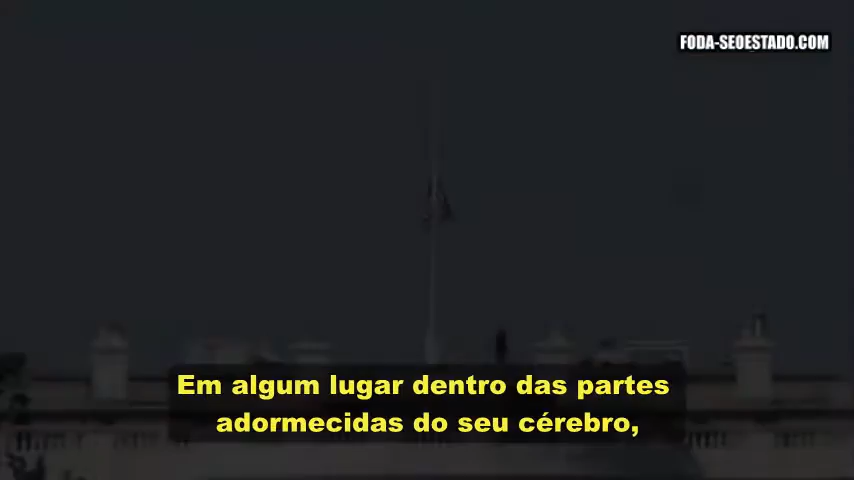 FODA-SEOESTADO.COM
Em algum lugar dentro das partes
adormecidas do seu cérebro,